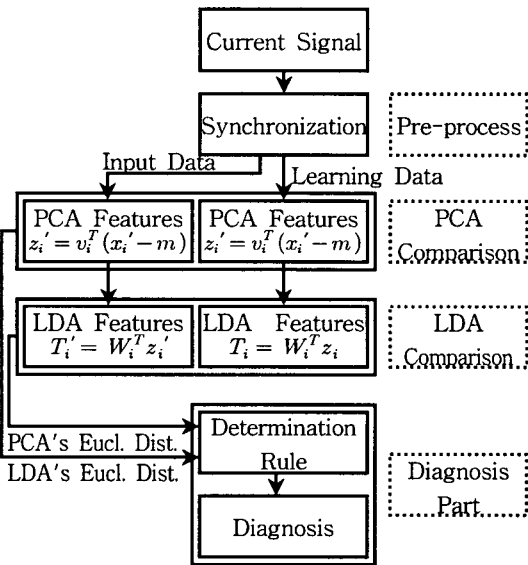 Current Signal
Synchronization
Pre-process
Input Data
Learning Data
PCA Features
z_i' = v_i^T (x_i' - m)
PCA Features
z_i' = v_i^T (x_i' - m)
PCA
Comparison
LDA Features
T_i' = W_i^T z_i'
LDA Features
T_i = W_i^T z_i
LDA
Comparison
PCA's Eucl. Dist.
LDA's Eucl. Dist.
Determination
Rule
Diagnosis
Diagnosis
Part